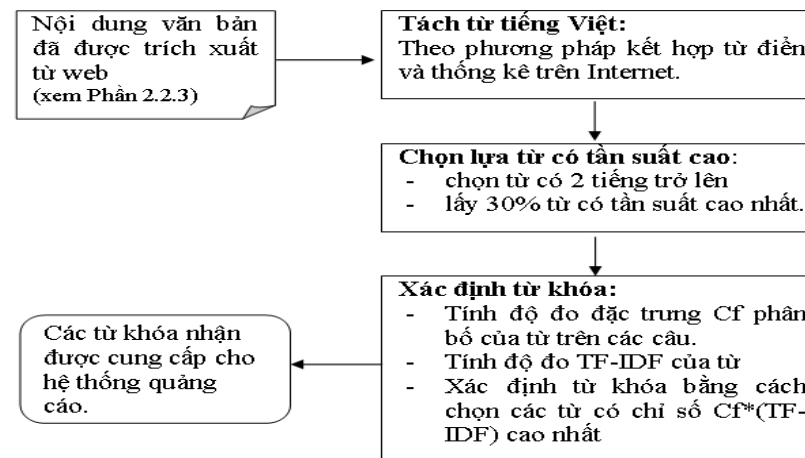 Nội dung văn bản
đã được trích xuất
từ web
(xem Phần 2.2.3)
Tách từ tiếng Việt:
Theo phương pháp kết hợp từ điển
và thống kê trên Internet.
Chọn lựa từ có tần suất cao:
- chọn từ có 2 tiếng trở lên
- lấy 30% từ có tần suất cao nhất.
Xác định từ khóa:
- Tính độ đo đặc trưng Cf phân
bố của từ trên các câu.
- Tính độ đo TF-IDF của từ
- Xác định từ khóa bằng cách
chọn các từ có chỉ số Cf*(TF-
IDF) cao nhất
Các từ khóa nhận
được cung cấp cho
hệ thống quảng
cáo.